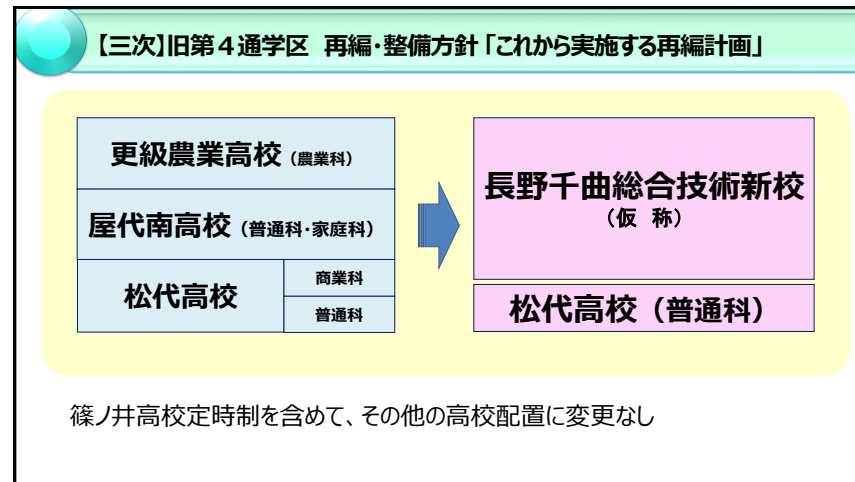 【三次】旧第4通学区 再編・整備方針「これから実施する再編計画」
更級農業高校（農業科）
屋代南高校（普通科・家庭科）
松代高校
商業科
普通科
長野千曲総合技術新校
（仮 称）
松代高校（普通科）
篠ノ井高校定時制を含めて、その他の高校配置に変更なし